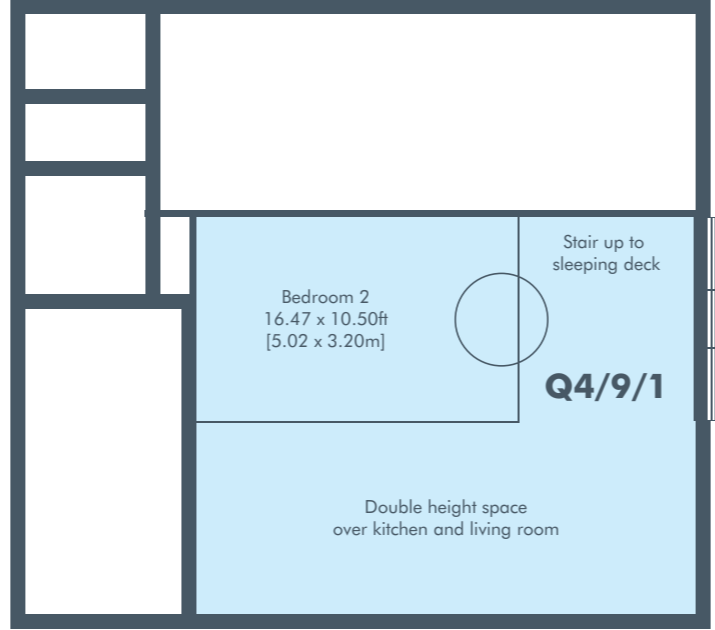 Stair up to
sleeping deck
Bedroom 2
16.47 x 10.50ft
[5.02 x 3.20m]
Q4/9/1
Double height space
over kitchen and living room